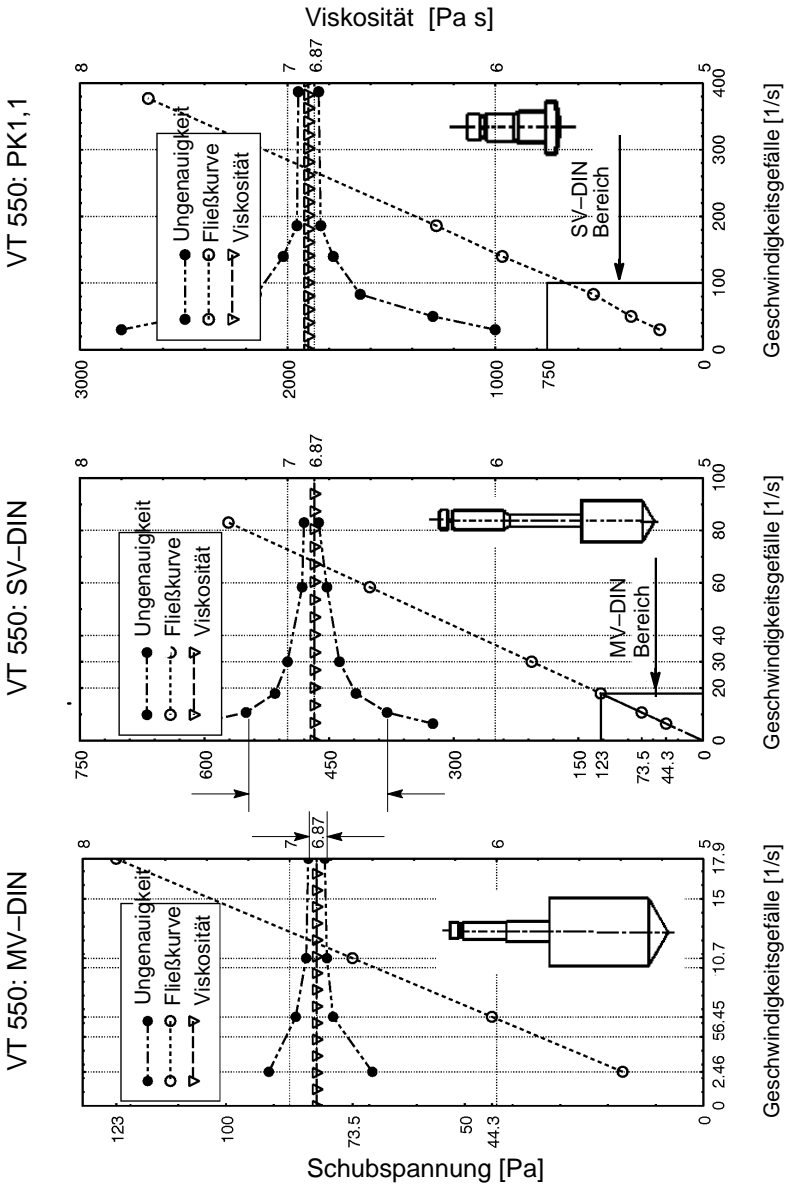 Viskosität [Pa s]
VT 550: PK1,1
8
7
6.87
6
5
Ungenauigkeit
Fließkurve
Viskosität
SV–DIN
Bereich
3000
2000
1000
750
0
100
200
300
400
Geschwindigkeitsgefälle [1/s]
VT 550: SV–DIN
8
7
6.87
6
5
Ungenauigkeit
Fließkurve
Viskosität
MV–DIN
Bereich
750
600
450
300
150
123
73.5
44.3
0
0
20
30
40
60
80
100
Geschwindigkeitsgefälle [1/s]
VT 550: MV–DIN
8
7
6.87
6
5
Ungenauigkeit
Fließkurve
Viskosität
123
100
73.5
50
44.3
0
2.46
56.45
10.7
15
17.9
Geschwindigkeitsgefälle [1/s]
Schubspannung [Pa]